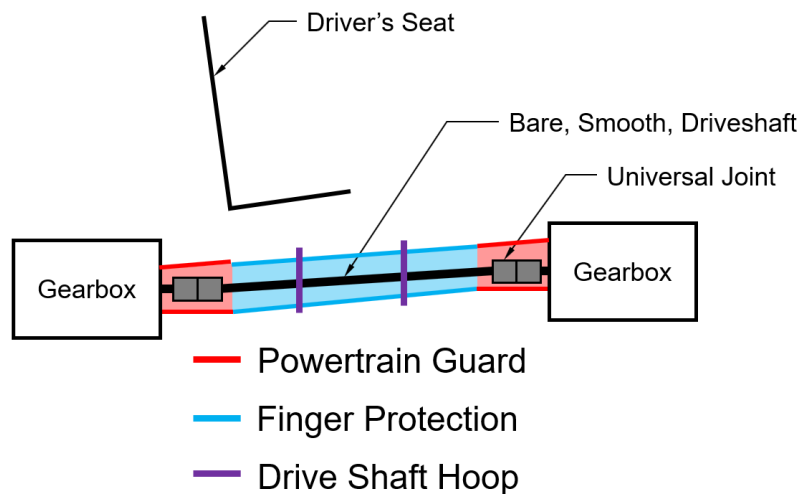 Driver’s Seat
Bare, Smooth, Driveshaft
Universal Joint
Gearbox
Gearbox
Powertrain Guard
Finger Protection
Drive Shaft Hoop